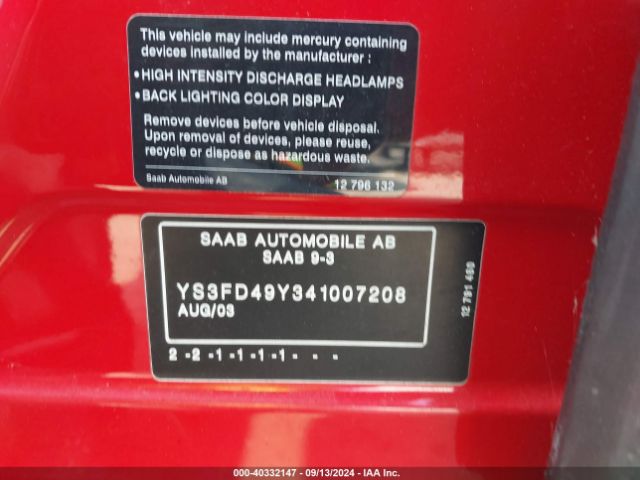 This vehicle may include mercury containing
devices installed by the manufacturer :
•HIGH INTENSITY DISCHARGE HEADLAMPS
•BACK LIGHTING COLOR DISPLAY
Remove devices before vehicle disposal.
Upon removal of devices, please reuse,
recycle or dispose as hazardous waste.
Saab Automobile AB 12 796 132
SAAB AUTOMOBILE AB
SAAB 9-3
YS3FD49Y341007208
AUG/03
2 -2 -1 -1 -1 -1- - - -
12 791 460
000-40332147 - 09/13/2024 - IAA Inc.